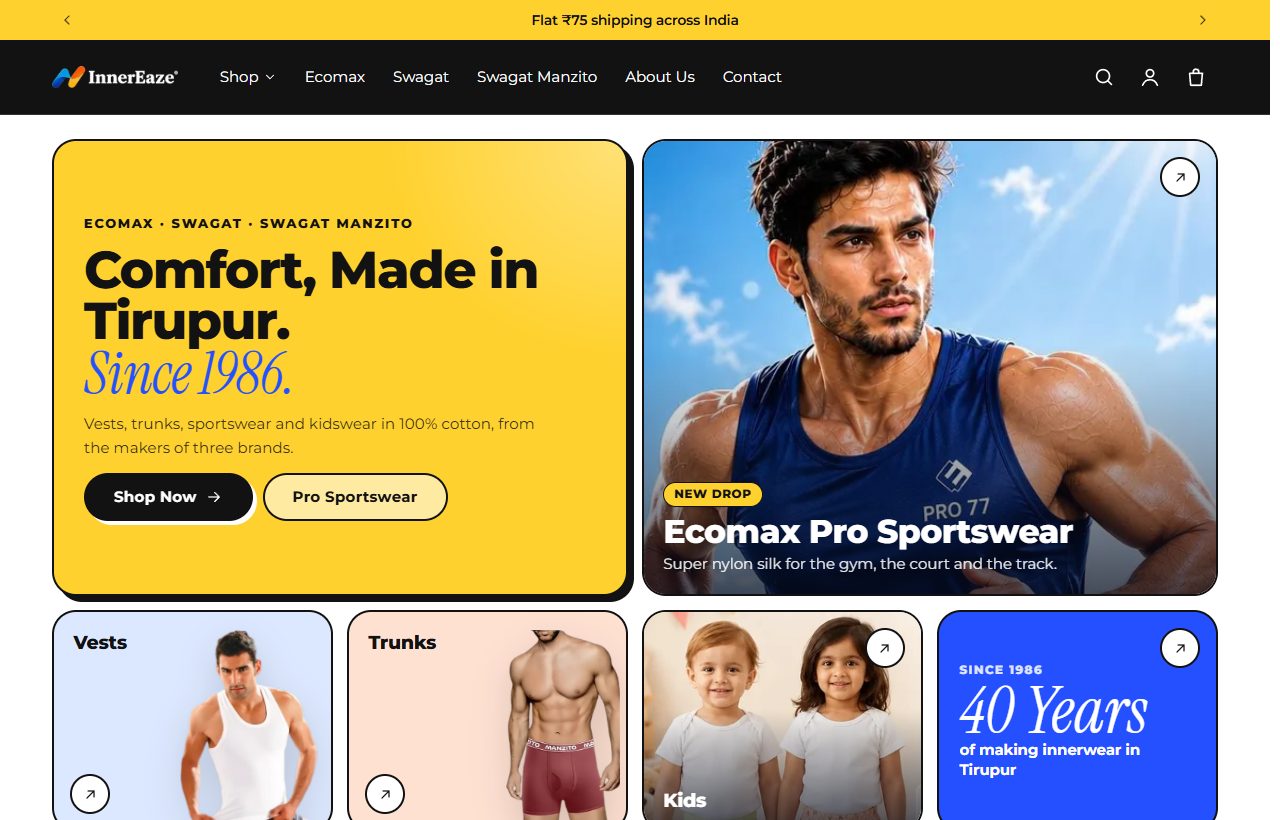 Flat ₹75 shipping across India
InnerEaze®
Shop
Ecomax
Swagat
Swagat Manzito
About Us
Contact
ECOMAX · SWAGAT · SWAGAT MANZITO
Comfort, Made in
Tirupur.
Since 1986.
Vests, trunks, sportswear and kidswear in 100% cotton, from
the makers of three brands.
Shop Now →
Pro Sportswear
PRO 77
NEW DROP
Ecomax Pro Sportswear
Super nylon silk for the gym, the court and the track.
Vests
Trunks
MANZITO
Kids
SINCE 1986
40 Years
of making innerwear in
Tirupur